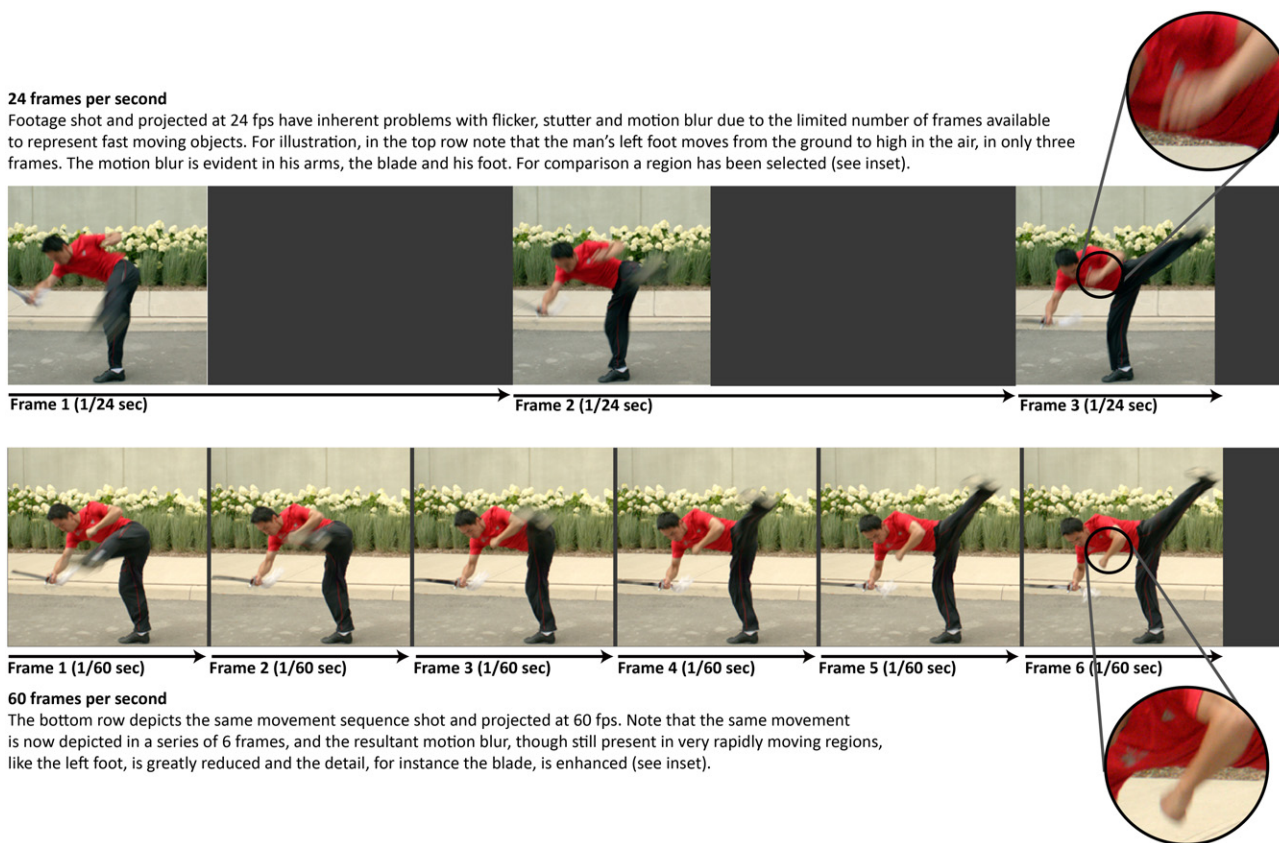 24 frames per second
Footage shot and projected at 24 fps have inherent problems with flicker, stutter and motion blur due to the limited number of frames available
to represent fast moving objects. For illustration, in the top row note that the man's left foot moves from the ground to high in the air, in only three
frames. The motion blur is evident in his arms, the blade and his foot. For comparison a region has been selected (see inset).
Frame 1 (1/24 sec)
Frame 2 (1/24 sec)
Frame 3 (1/24 sec)
Frame 1 (1/60 sec)
Frame 2 (1/60 sec)
Frame 3 (1/60 sec)
Frame 4 (1/60 sec)
Frame 5 (1/60 sec)
Frame 6 (1/60 sec)
60 frames per second
The bottom row depicts the same movement sequence shot and projected at 60 fps. Note that the same movement
is now depicted in a series of 6 frames, and the resultant motion blur, though still present in very rapidly moving regions,
like the left foot, is greatly reduced and the detail, for instance the blade, is enhanced (see inset).